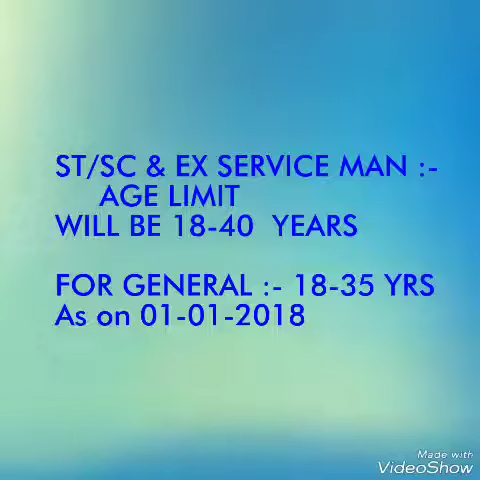 ST/SC & EX SERVICE MAN :-
AGE LIMIT
WILL BE 18-40 YEARS
FOR GENERAL :- 18-35 YRS
As on 01-01-2018
Made with
VideoShow